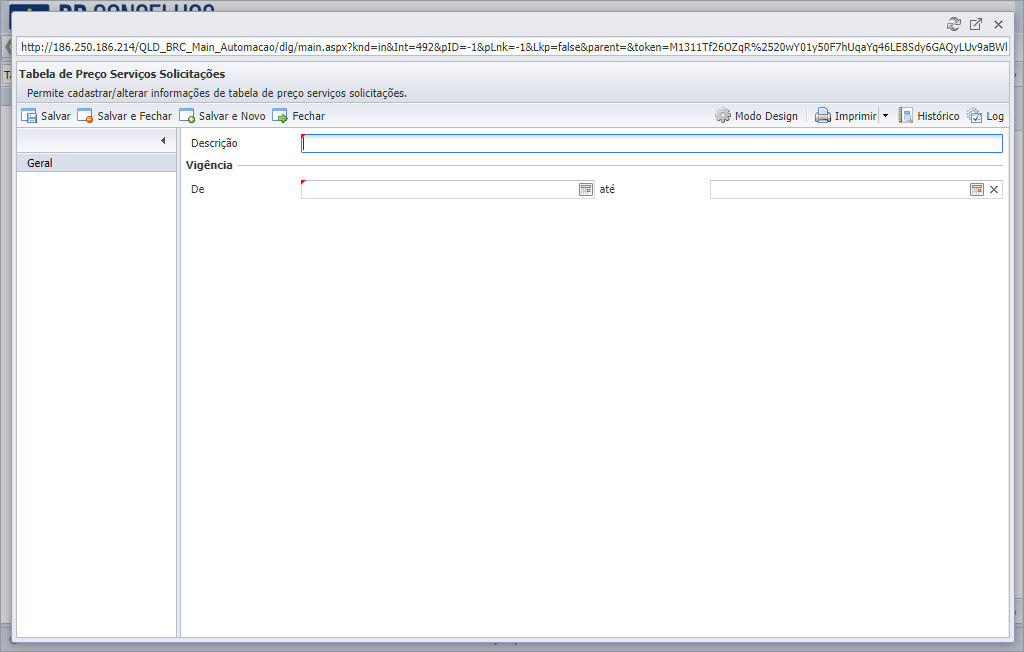 http://186.250.186.214/QLD_BRC_Main_Automacao/dlg/main.aspx?knd=in&Int=492&pID=-1&pLnk=-1&Lkp=false&parent=&token=M1311Tf26OZqR%2520wY01y50F7hUqaYq46LE8Sdy6GAQyLUv9aBWl
Tabela de Preço Serviços Solicitações
Permite cadastrar/alterar informações de tabela de preço serviços solicitações.
Salvar Salvar e Fechar Salvar e Novo Fechar Modo Design Imprimir Histórico Log
Geral
Descrição
Vigência
De até